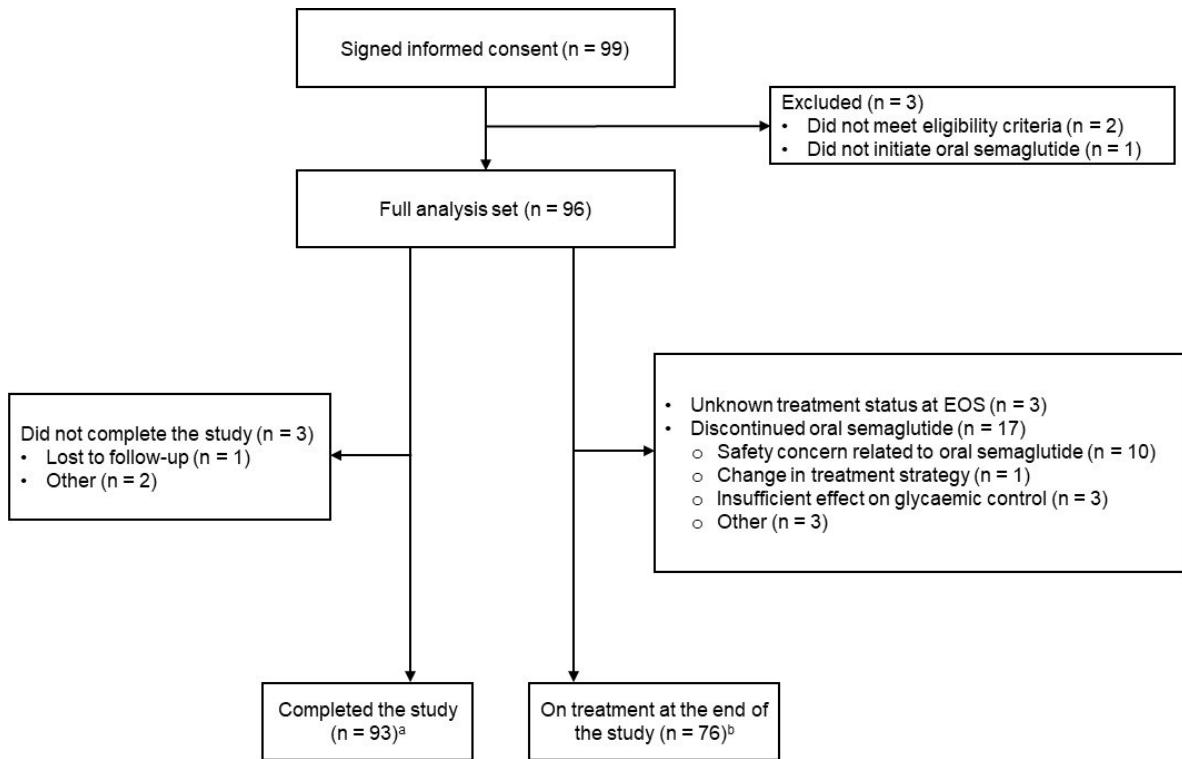 Signed informed consent (n = 99)
Excluded (n = 3)
• Did not meet eligibility criteria (n = 2)
• Did not initiate oral semaglutide (n = 1)
Full analysis set (n = 96)
Did not complete the study (n = 3)
• Lost to follow-up (n = 1)
• Other (n = 2)
• Unknown treatment status at EOS (n = 3)
• Discontinued oral semaglutide (n = 17)
o Safety concern related to oral semaglutide (n = 10)
o Change in treatment strategy (n = 1)
o Insufficient effect on glycaemic control (n = 3)
o Other (n = 3)
Completed the study
(n = 93)ᵃ
On treatment at the end of
the study (n = 76)ᵇ